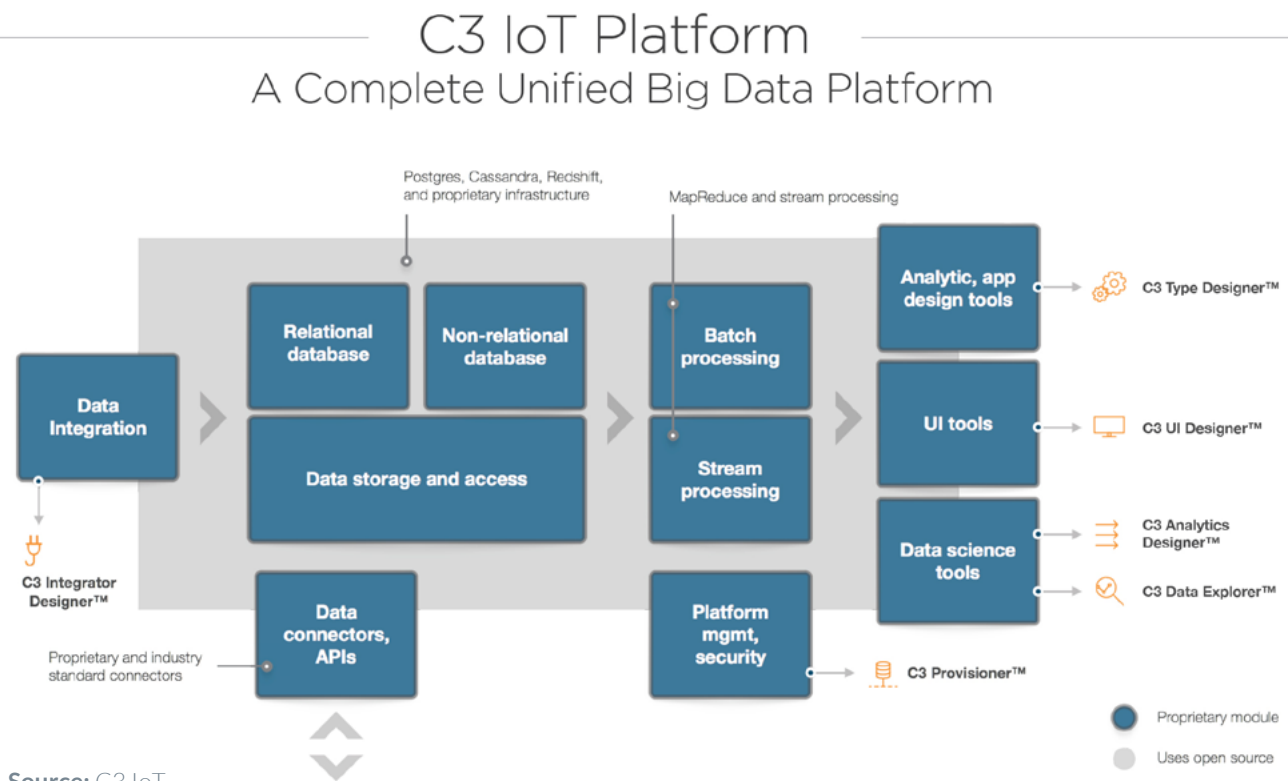 C3 IoT Platform
A Complete Unified Big Data Platform
Postgres, Cassandra, Redshift,
and proprietary infrastructure
MapReduce and stream processing
Data
Integration
C3 Integrator
Designer™
Relational
database
Non-relational
database
Data storage and access
Data
connectors,
APIs
Proprietary and industry
standard connectors
Batch
processing
Stream
processing
Platform
mgmt,
security
C3 Provisioner™
Analytic, app
design tools
C3 Type Designer™
UI tools
C3 UI Designer™
Data science
tools
C3 Analytics
Designer™
C3 Data Explorer™
Proprietary module
Uses open source
Source: C3 IoT